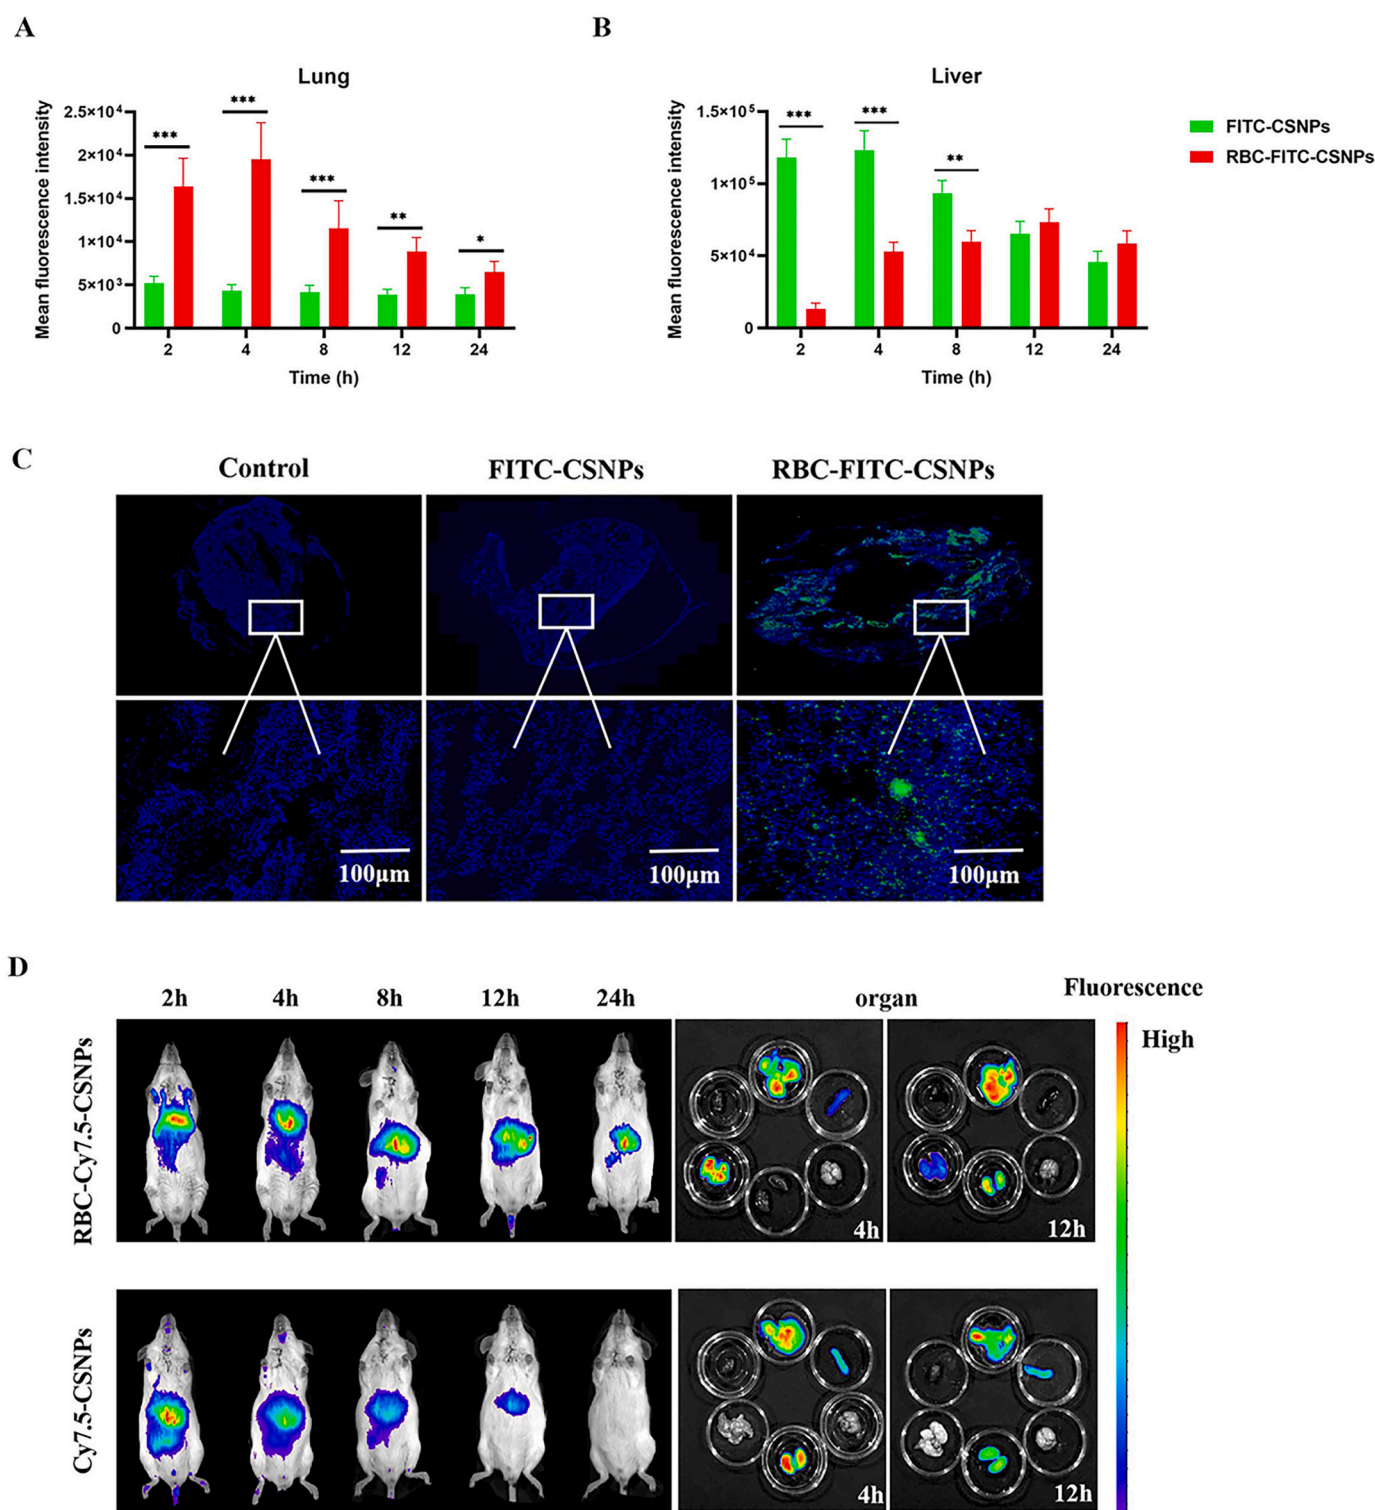 A
B
Lung
Liver
Mean fluorescence intensity
2.5×10⁴
2×10⁴
1.5×10⁴
1×10⁴
5×10³
0
***
***
***
**
*
2 4 8 12 24
Time (h)
Mean fluorescence intensity
1.5×10⁵
1×10⁵
5×10⁴
0
***
***
**
2 4 8 12 24
Time (h)
FITC-CSNPs
RBC-FITC-CSNPs
C
Control
FITC-CSNPs
RBC-FITC-CSNPs
100μm
100μm
100μm
D
2h 4h 8h 12h 24h organ
Fluorescence
High
RBC-Cy7.5-CSNPs
4h
12h
Cy7.5-CSNPs
4h
12h